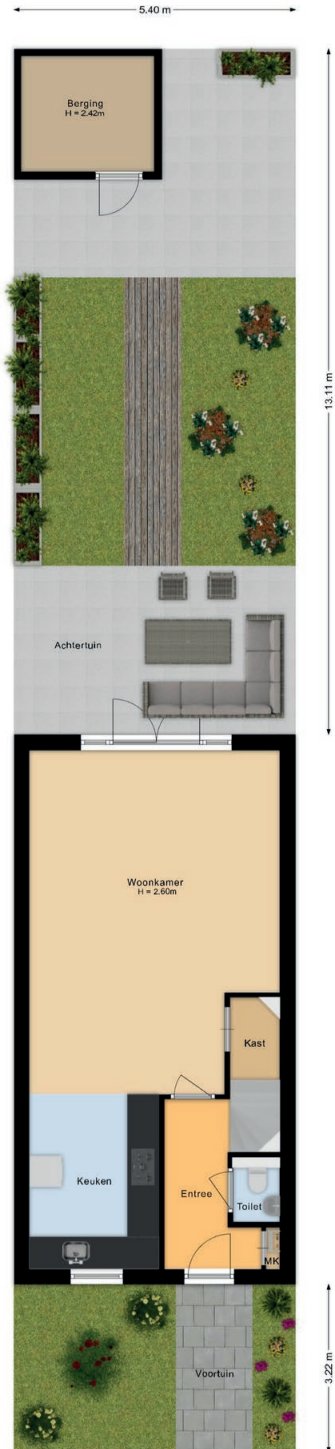 5.40 m
Berging
H = 2.42m
13.11 m
Achtertuin
Woonkamer
H = 2.60m
Kast
Keuken
Entree
Toilet
MK
Voortuin
3.22 m